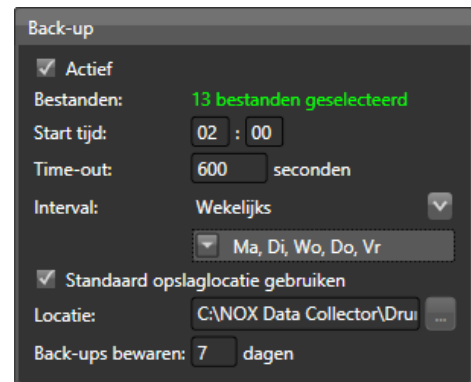 Back-up
Actief
Bestanden: 13 bestanden geselecteerd
Start tijd: 02 : 00
Time-out: 600 seconden
Interval: Wekelijks
Ma, Di, Wo, Do, Vr
Standaard opslaglocatie gebruiken
Locatie: C:\NOX Data Collector\Drui ...
Back-ups bewaren: 7 dagen